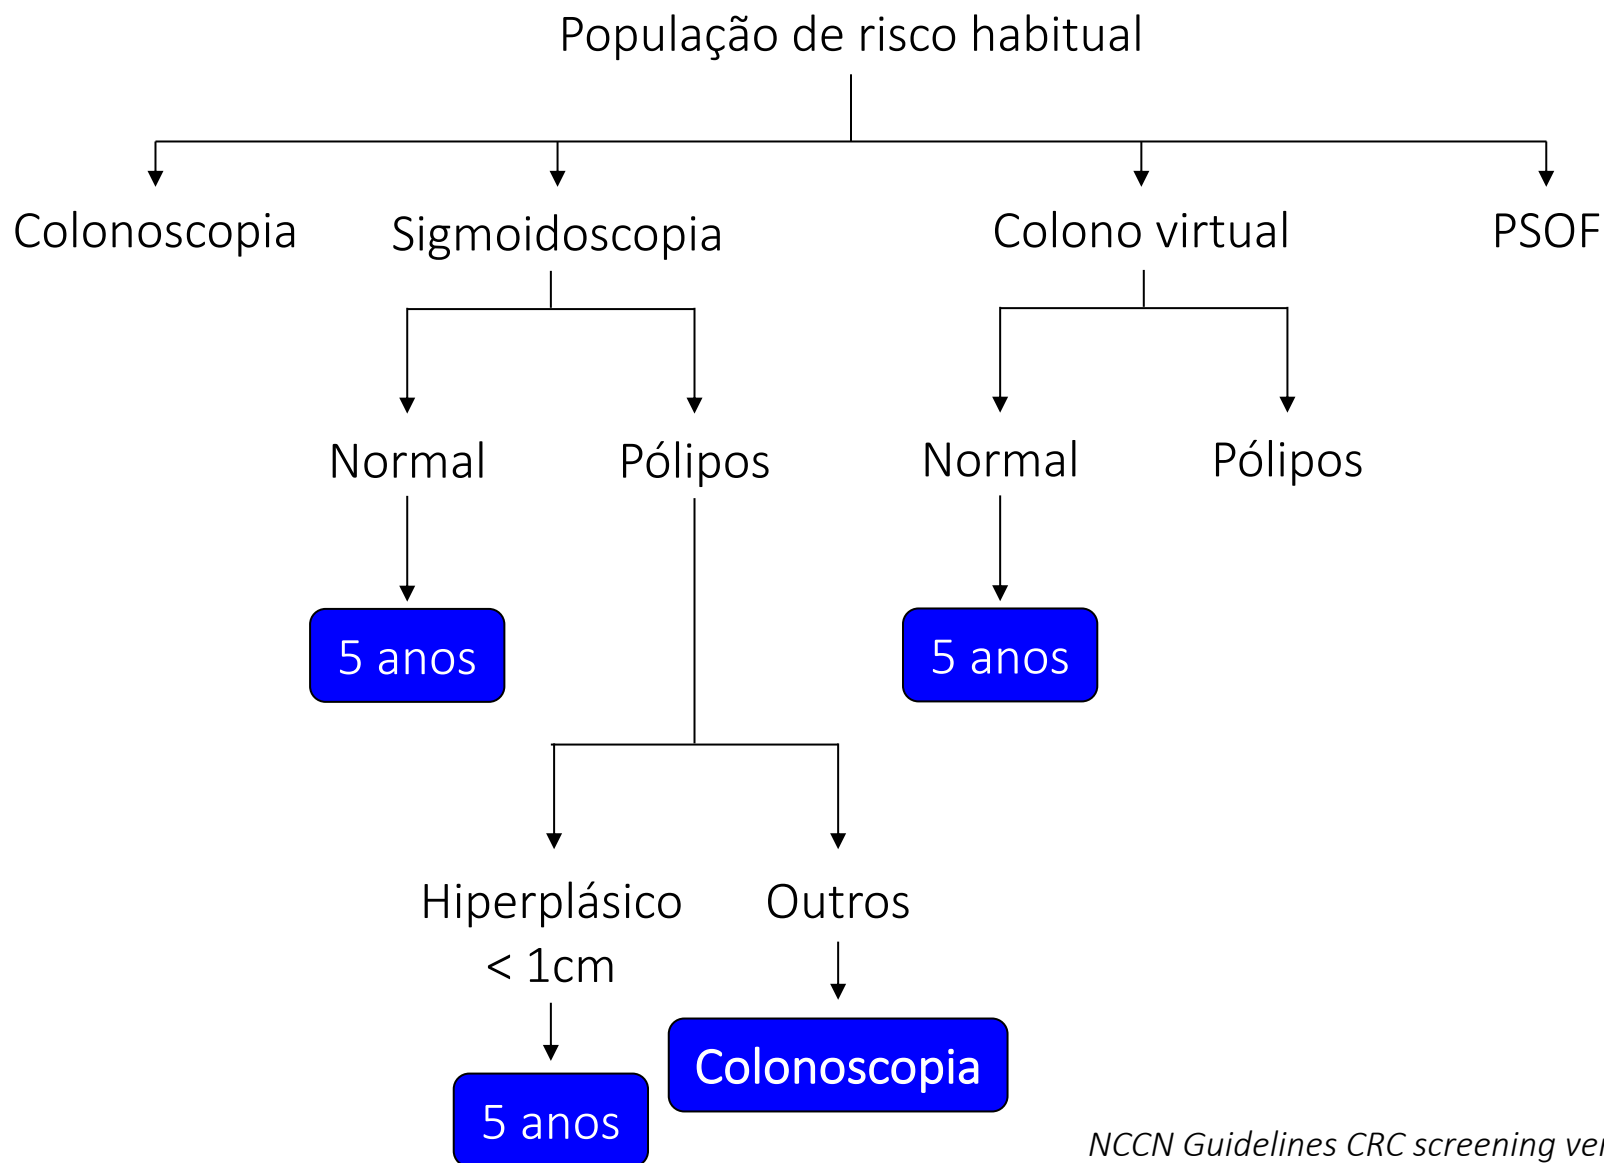 População de risco habitual
Colonoscopia
Sigmoidoscopia
Colono virtual
PSOF
Normal
Pólipos
Normal
Pólipos
5 anos
5 anos
Hiperplásico
< 1cm
Outros
5 anos
Colonoscopia
NCCN Guidelines CRC screening